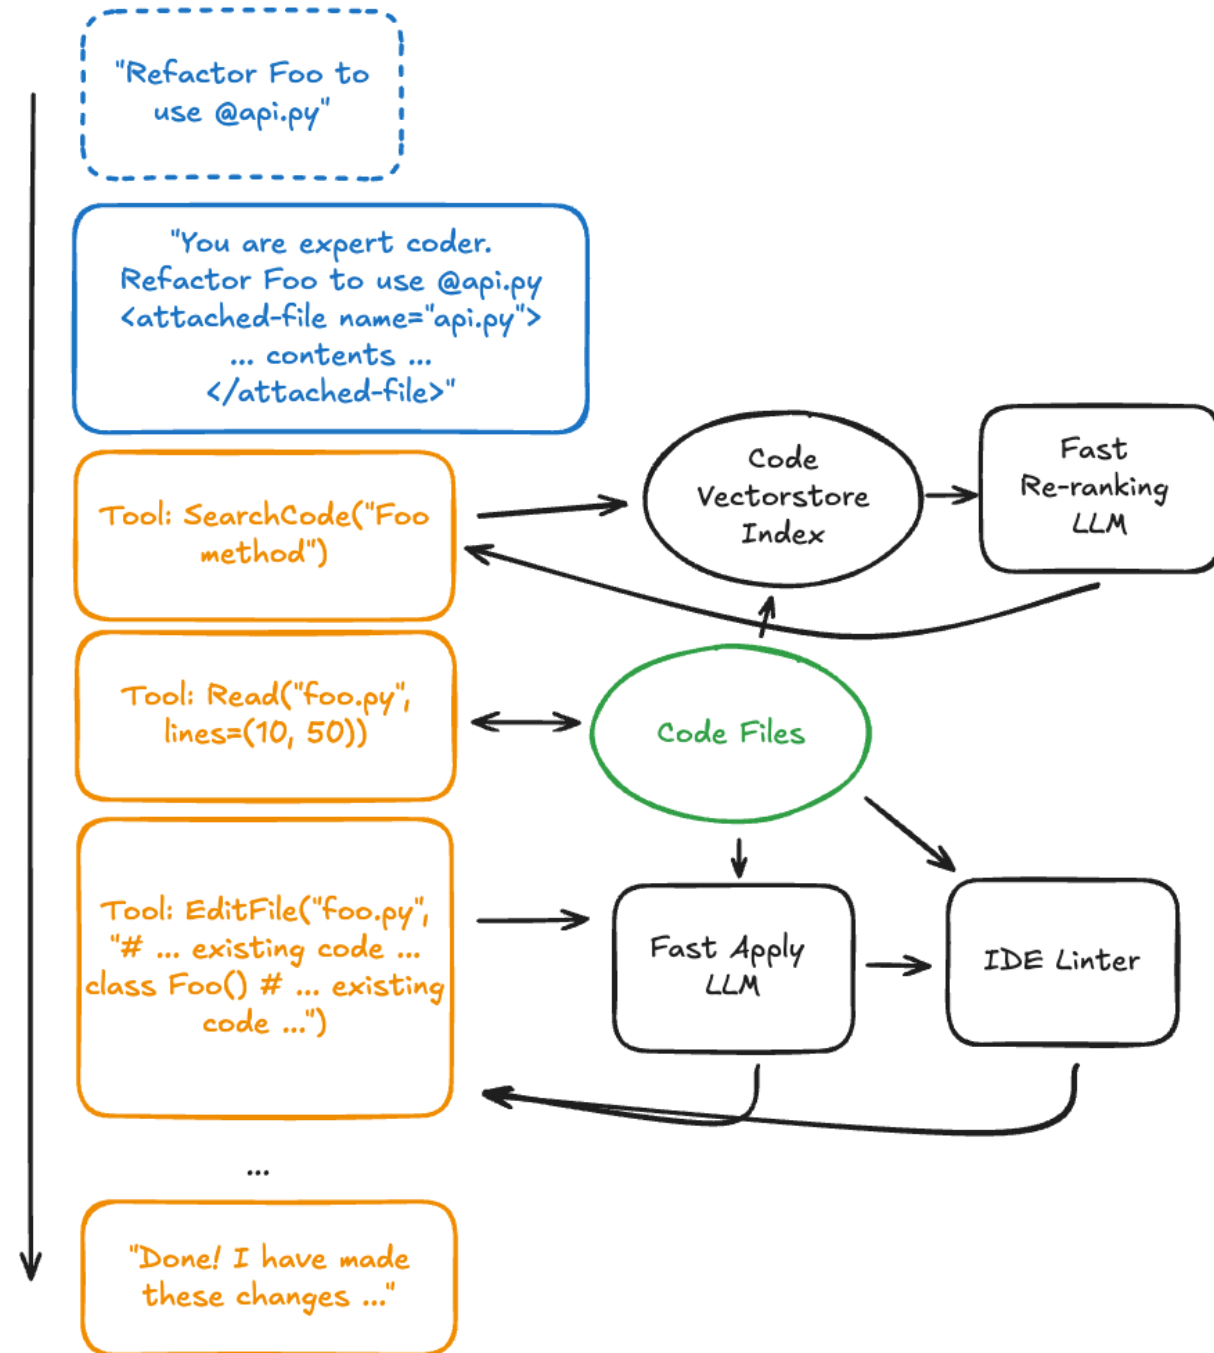 "Refactor Foo to
use @api.py"
"You are expert coder.
Refactor Foo to use @api.py
<attached-file name="api.py">
... contents ...
</attached-file>"
Tool: SearchCode("Foo
method")
Code
Vectorstore
Index
Fast
Re-ranking
LLM
Tool: Read("foo.py",
lines=(10, 50))
Code Files
Tool: EditFile("foo.py",
"# ... existing code ...
class Foo() # ... existing
code ...")
Fast Apply
LLM
IDE Linter
...
"Done! I have made
these changes ..."